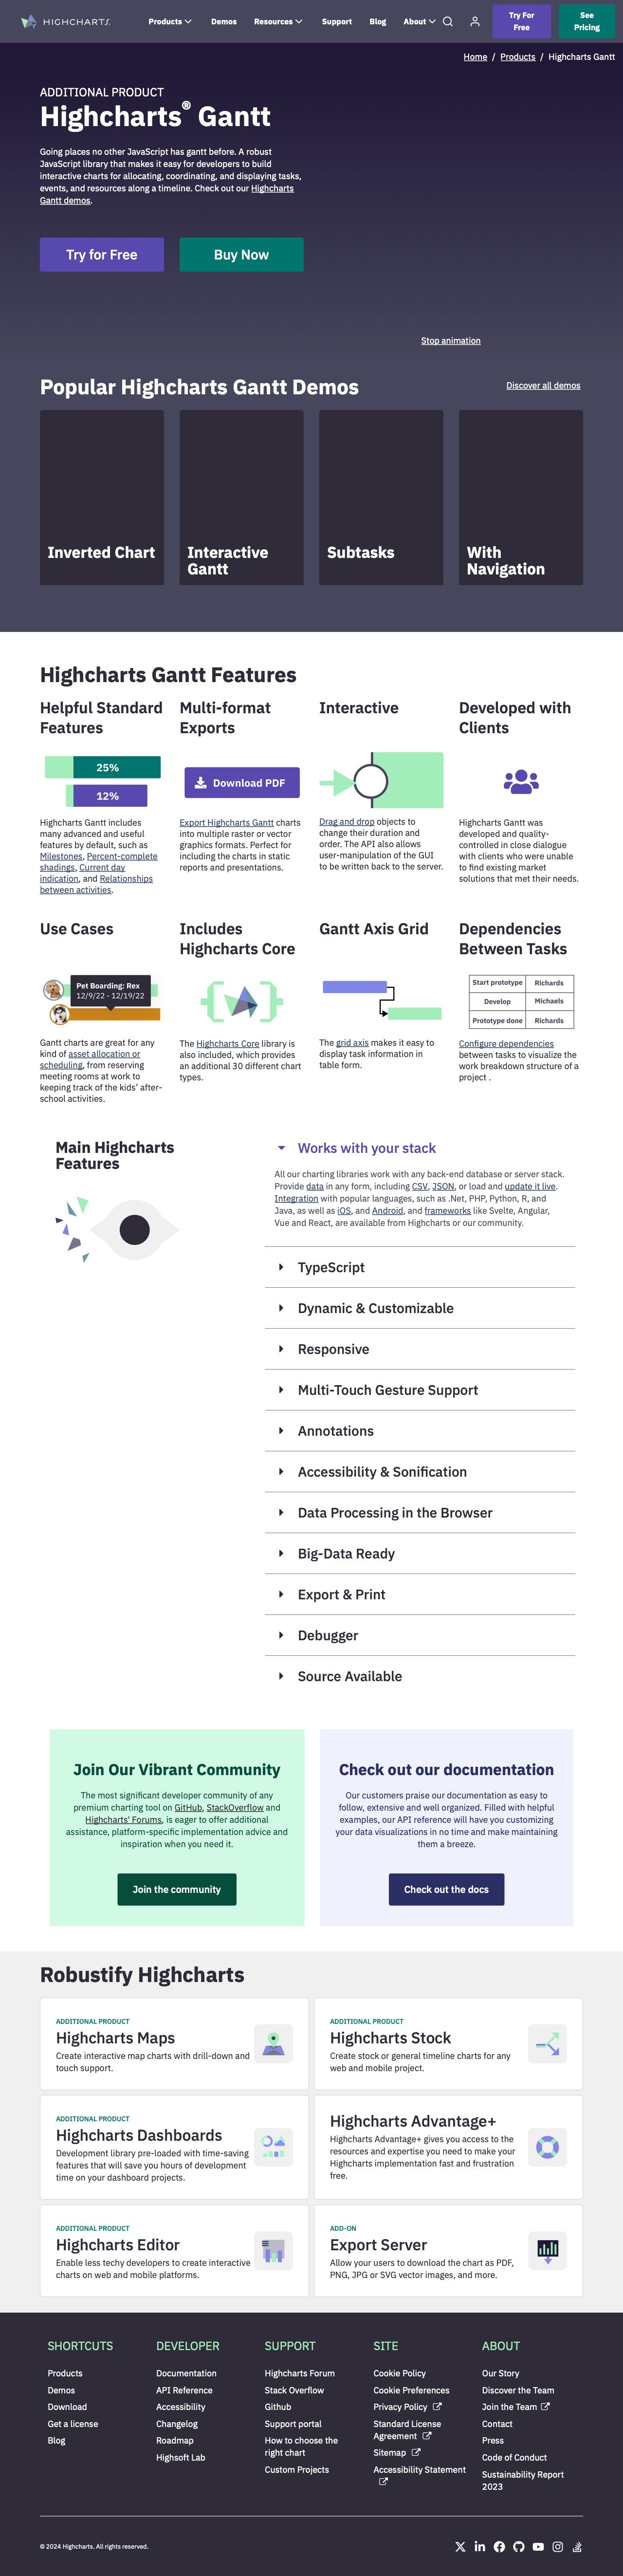 HIGHCHARTS
Products
Demos
Resources
Support
Blog
About
Try For
Free
See
Pricing
Home / Products / Highcharts Gantt
ADDITIONAL PRODUCT
Highcharts® Gantt
Going places no other JavaScript has gantt before. A robust
JavaScript library that makes it easy for developers to build
interactive charts for allocating, coordinating, and displaying tasks,
events, and resources along a timeline. Check out our Highcharts
Gantt demos.
Try for Free
Buy Now
Stop animation
Popular Highcharts Gantt Demos
Discover all demos
Inverted Chart
Interactive
Gantt
Subtasks
With
Navigation
Highcharts Gantt Features
Helpful Standard
Features
25%
12%
Highcharts Gantt includes
many advanced and useful
features by default, such as
Milestones, Percent-complete
shadings, Current day
indication, and Relationships
between activities.
Multi-format
Exports
Download PDF
Export Highcharts Gantt charts
into multiple raster or vector
graphics formats. Perfect for
including the charts in static
reports and presentations.
Interactive
Drag and drop objects to
change their duration and
order. The API also allows
user-manipulation of the GUI
to be written back to the server.
Developed with
Clients
Highcharts Gantt was
developed and quality-
controlled in close dialogue
with clients who were unable
to find existing market
solutions that met their needs.
Use Cases
Pet Boarding: Rex
12/9/22 - 12/19/22
Gantt charts are great for any
kind of asset allocation or
scheduling, from reserving
meeting rooms at work to
keeping track of the kids' after-
school activities.
Includes
Highcharts Core
The Highcharts Core library is
also included, which provides
an additional 30 different chart
types.
Gantt Axis Grid
The grid axis makes it easy to
display task information in
table form.
Dependencies
Between Tasks
Start prototype Richards
Develop Michaels
Prototype done Richards
Configure dependencies
between tasks to visualize the
work breakdown structure of a
project .
Main Highcharts
Features
Works with your stack
All our charting libraries work with any back-end database or server stack.
Provide data in any form, including CSV, JSON, or load and update it live.
Integration with popular languages, such as .Net, PHP, Python, R, and
Java, as well as iOS, and Android, and frameworks like Svelte, Angular,
Vue and React, are available from Highcharts or our community.
TypeScript
Dynamic & Customizable
Responsive
Multi-Touch Gesture Support
Annotations
Accessibility & Sonification
Data Processing in the Browser
Big-Data Ready
Export & Print
Debugger
Source Available
Join Our Vibrant Community
The most significant developer community of any
premium charting tool on GitHub, StackOverflow and
Highcharts' Forums, is eager to offer additional
assistance, platform-specific implementation advice and
inspiration when you need it.
Join the community
Check out our documentation
Our customers praise our documentation as easy to
follow, extensive and well organized. Filled with helpful
examples, our API reference will have you customizing
your data visualizations in no time and make maintaining
them a breeze.
Check out the docs
Robustify Highcharts
ADDITIONAL PRODUCT
Highcharts Maps
Create interactive map charts with drill-down and
touch support.
ADDITIONAL PRODUCT
Highcharts Stock
Create stock or general timeline charts for any
web and mobile project.
ADDITIONAL PRODUCT
Highcharts Dashboards
Development library pre-loaded with time-saving
features that will save you hours of development
time on your dashboard projects.
Highcharts Advantage+
Highcharts Advantage+ gives you access to the
resources and expertise you need to make your
Highcharts implementation fast and frustration
free.
ADDITIONAL PRODUCT
Highcharts Editor
Enable less techy developers to create interactive
charts on web and mobile platforms.
ADD-ON
Export Server
Allow your users to download the chart as PDF,
PNG, JPG or SVG vector images, and more.
SHORTCUTS
Products
Demos
Download
Get a license
Blog
DEVELOPER
Documentation
API Reference
Accessibility
Changelog
Roadmap
Highsoft Lab
SUPPORT
Highcharts Forum
Stack Overflow
Github
Support portal
How to choose the
right chart
Custom Projects
SITE
Cookie Policy
Cookie Preferences
Privacy Policy
Standard License
Agreement
Sitemap
Accessibility Statement
ABOUT
Our Story
Discover the Team
Join the Team
Contact
Press
Code of Conduct
Sustainability Report
2023
© 2024 Highcharts. All rights reserved.